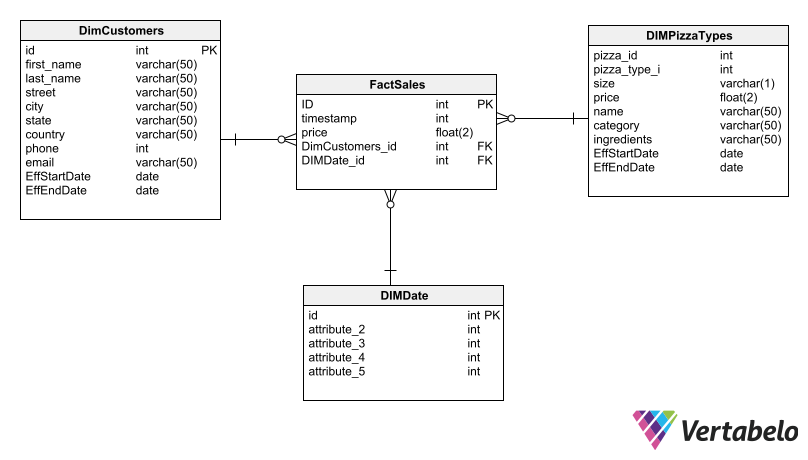 DimCustomers
id int PK
first_name varchar(50)
last_name varchar(50)
street varchar(50)
city varchar(50)
state varchar(50)
country varchar(50)
phone int
email varchar(50)
EffStartDate date
EffEndDate date
FactSales
ID int PK
timestamp int
price float(2)
DimCustomers_id int FK
DIMDate_id int FK
DIMPizzaTypes
pizza_id int
pizza_type_i int
size varchar(1)
price float(2)
name varchar(50)
category varchar(50)
ingredients varchar(50)
EffStartDate date
EffEndDate date
DIMDate
id int PK
attribute_2 int
attribute_3 int
attribute_4 int
attribute_5 int
Vertabelo